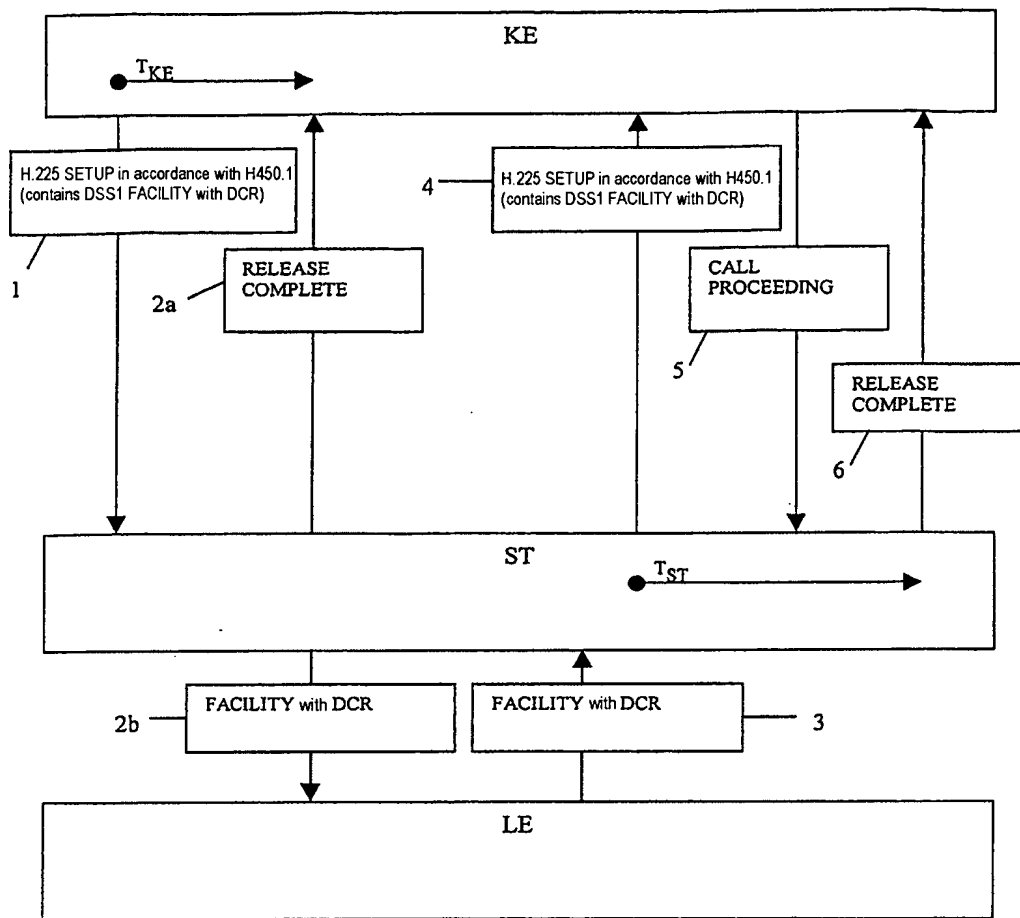 KE
T_KE
H.225 SETUP in accordance with H450.1
(contains DSS1 FACILITY with DCR)
1
RELEASE
COMPLETE
2a
4
H.225 SETUP in accordance with H450.1
(contains DSS1 FACILITY with DCR)
CALL
PROCEEDING
5
RELEASE
COMPLETE
6
ST
T_ST
FACILITY with DCR
2b
FACILITY with DCR
3
LE